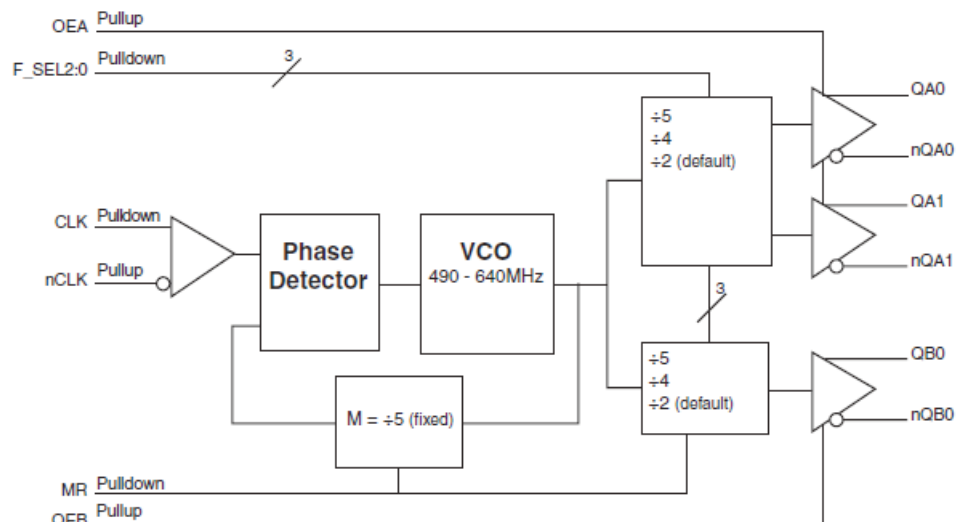 OEA Pullup
F_SEL2:0 Pulldown
3
QA0
÷5
÷4
÷2 (default)
nQA0
QA1
CLK Pulldown
Phase
Detector
VCO
490 - 640MHz
nCLK Pullup
nQA1
3
÷5
÷4
÷2 (default)
QB0
M = ÷5 (fixed)
nQB0
MR Pulldown
OEB Pullup